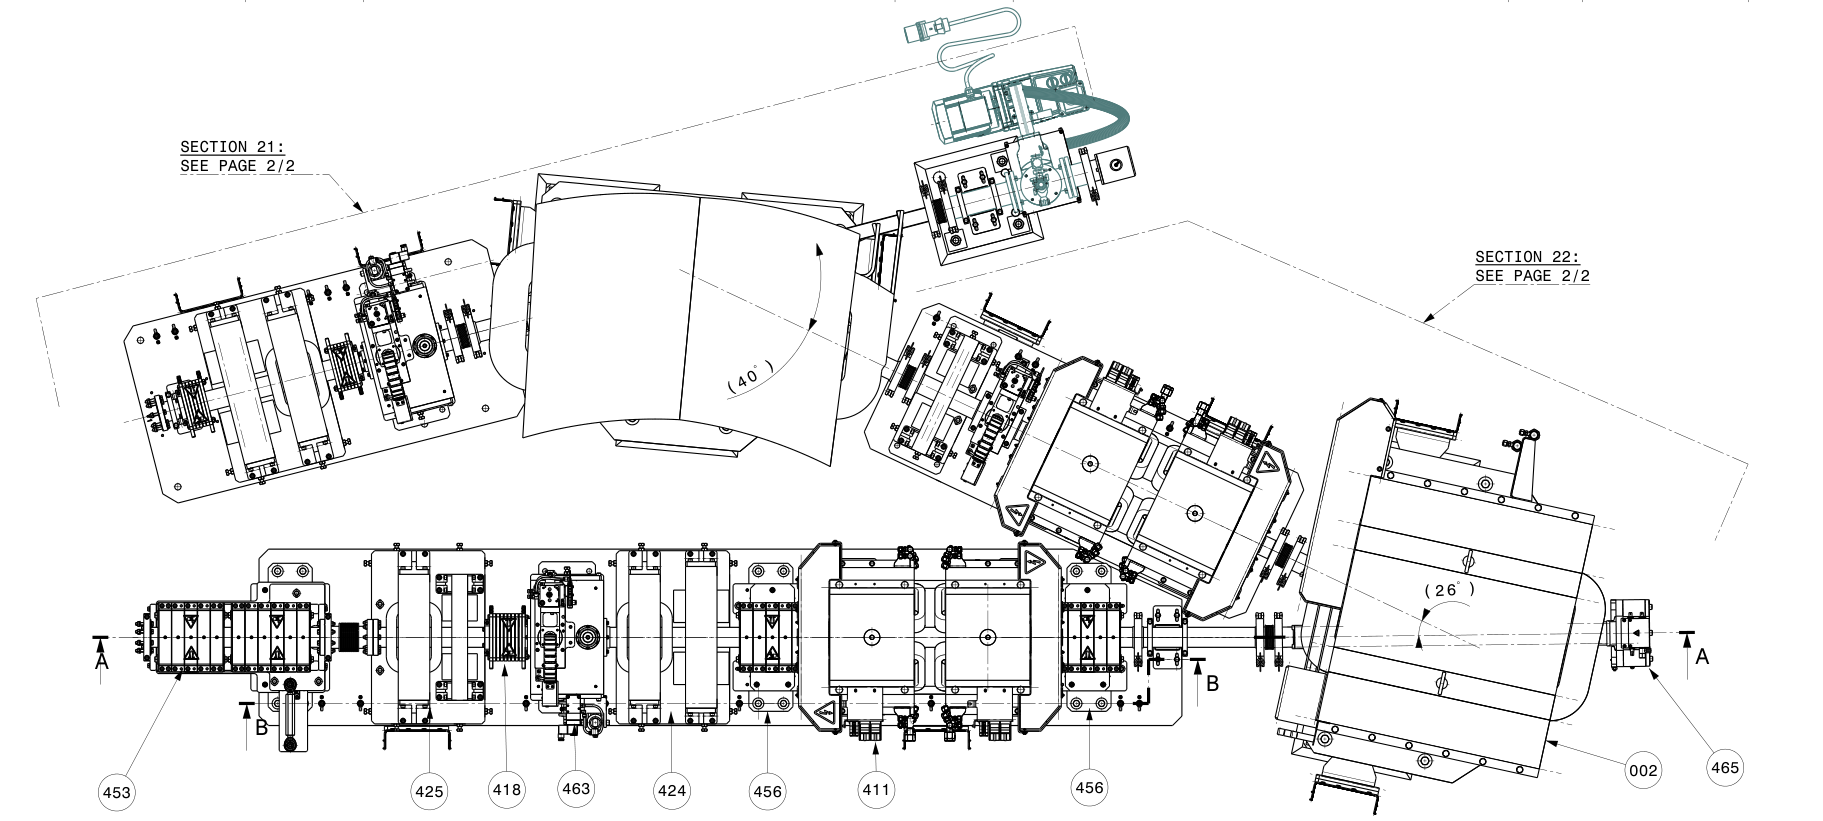 SECTION 21:
SEE PAGE 2/2
SECTION 22:
SEE PAGE 2/2
(40°)
(26°)
A
A
B
B
453
425
418
463
424
456
411
456
002
465